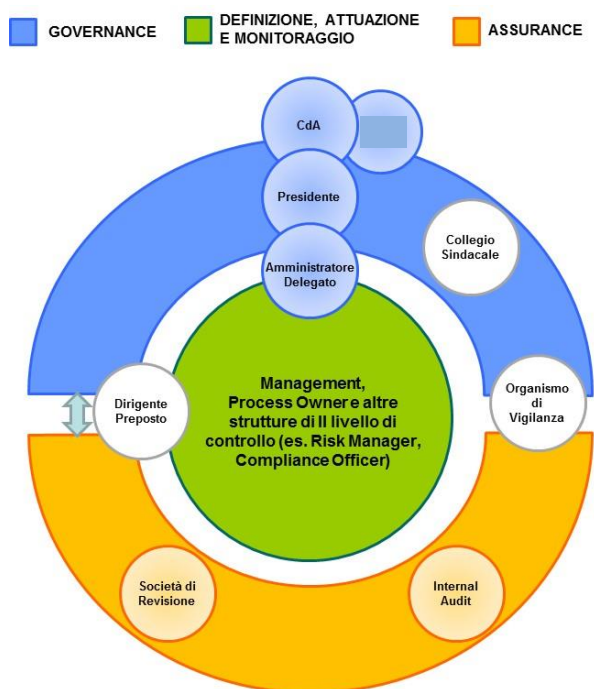 GOVERNANCE
DEFINIZIONE, ATTUAZIONE
E MONITORAGGIO
ASSURANCE
CdA
Presidente
Collegio
Sindacale
Amministratore
Delegato
Dirigente
Preposto
Management,
Process Owner e altre
strutture di II livello di
controllo (es. Risk Manager,
Compliance Officer)
Organismo
di
Vigilanza
Società di
Revisione
Internal
Audit